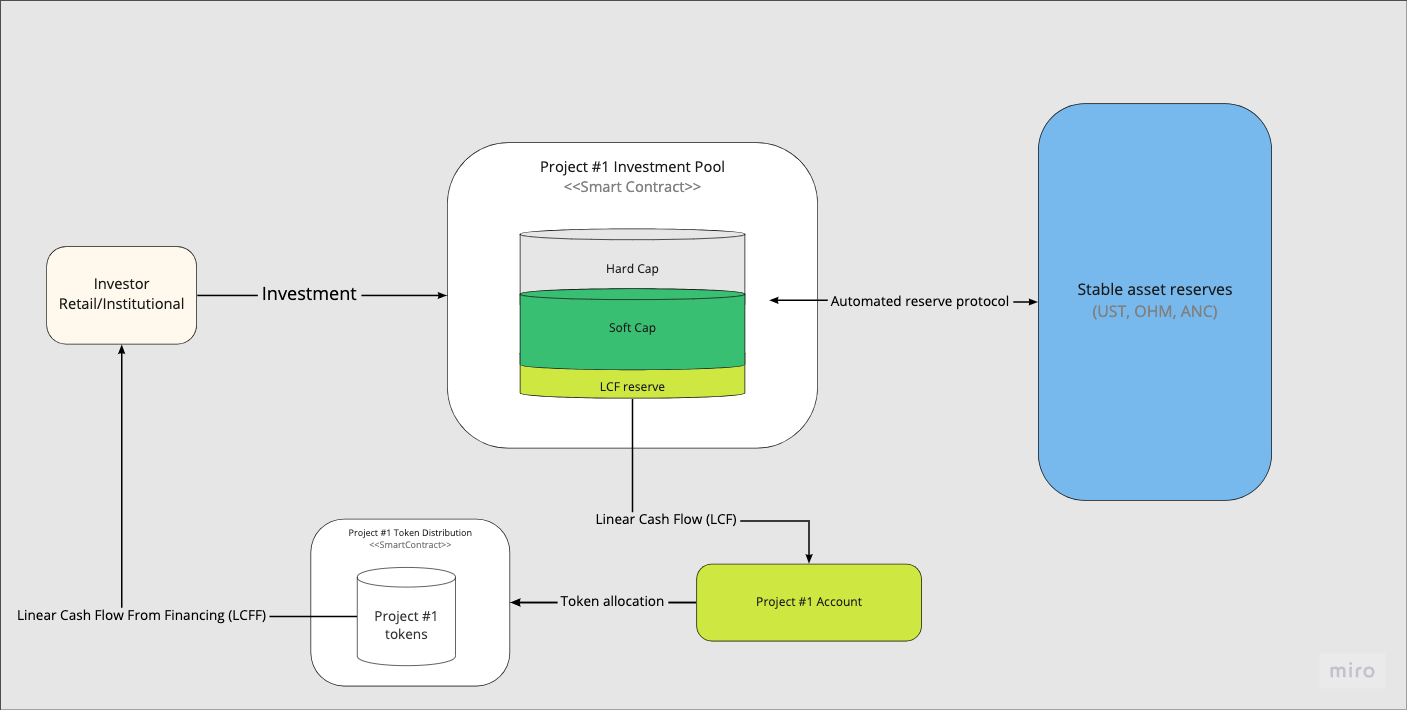 Project #1 Investment Pool
<<Smart Contract>>
Hard Cap
Soft Cap
LCF reserve
Investor
Retail/Institutional
Investment
Automated reserve protocol
Stable asset reserves
(UST, OHM, ANC)
Linear Cash Flow (LCF)
Project #1 Account
Token allocation
Project #1 Token Distribution
<<SmartContract>>
Project #1
tokens
Linear Cash Flow From Financing (LCFF)
miro